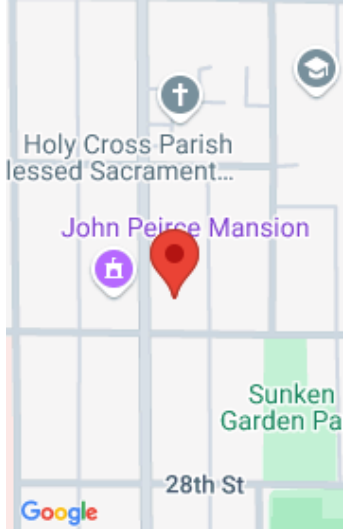 Holy Cross Parish
lessed Sacrament...
John Peirce Mansion
Sunken
Garden Pa
28th St
Google